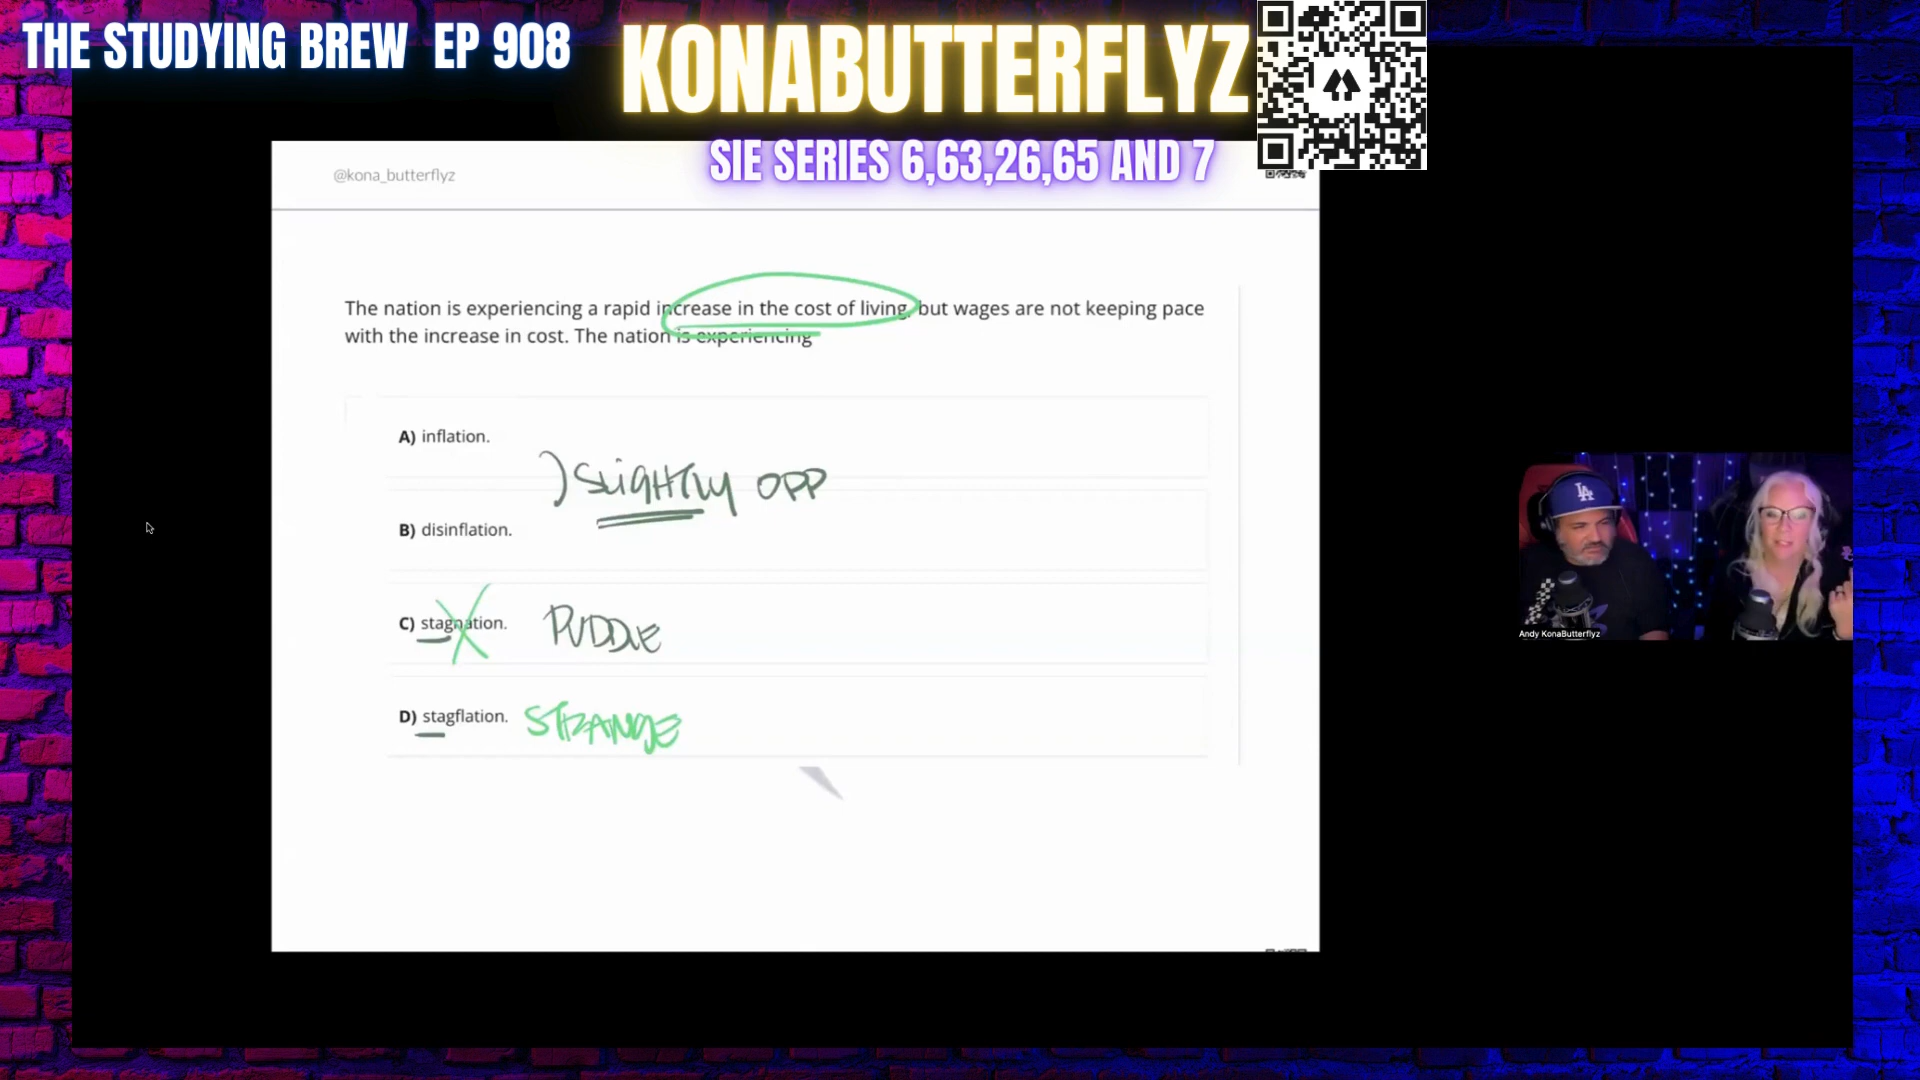 THE STUDYING BREW EP 908
KONABUTTERFLYZ
SIE SERIES 6,63,26,65 AND 7
@kona_butterflyz
The nation is experiencing a rapid increase in the cost of living, but wages are not keeping pace
with the increase in cost. The nation is experiencing
A) inflation.
) SLIGHTLY OPP
B) disinflation.
C) stagnation. PUDDLE
D) stagflation. STRANGE
LA
Andy KonaButterflyz